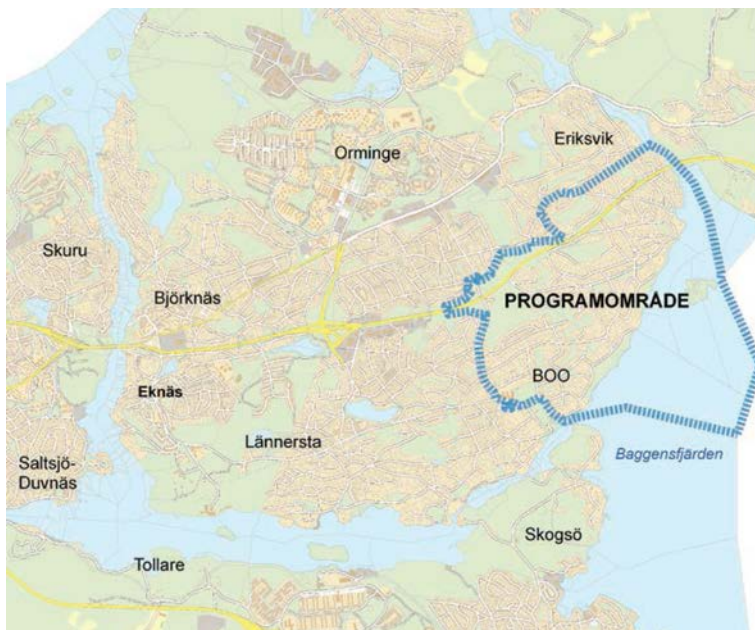 Eriksvik
Orminge
Skuru
Björknäs
PROGRAMOMRÅDE
BOO
Eknäs
Lännersta
Baggensfjärden
Saltsjö-
Duvnäs
Skogsö
Tollare